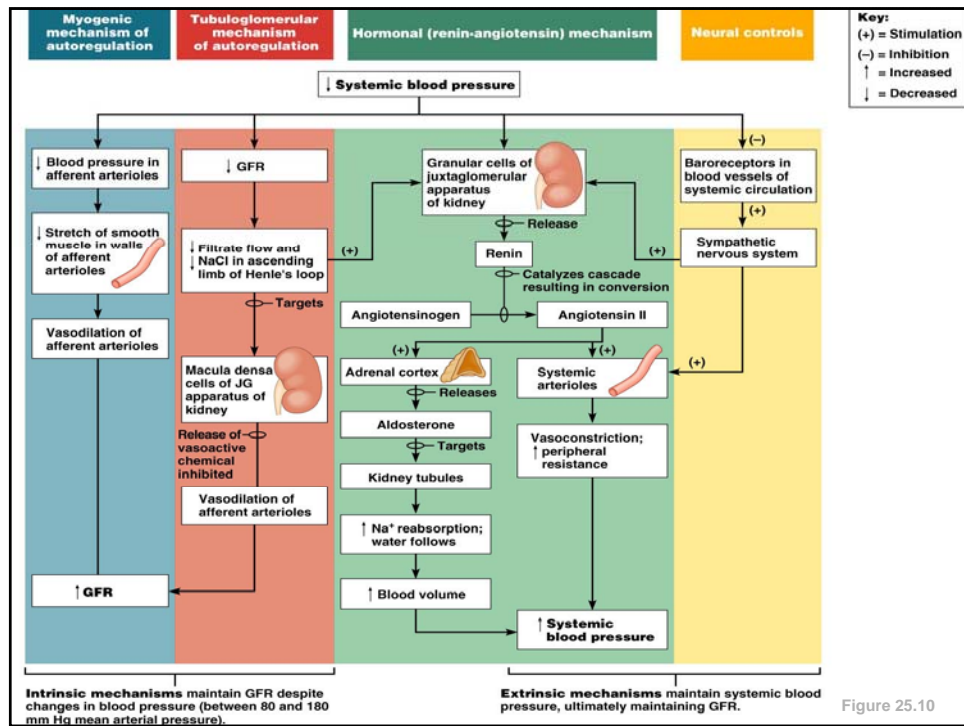 Myogenic
mechanism of
autoregulation
Tubuloglomerular
mechanism
of autoregulation
Hormonal (renin-angiotensin) mechanism
Neural controls
Key:
(+) = Stimulation
(–) = Inhibition
↑ = Increased
↓ = Decreased
↓ Systemic blood pressure
↓ Blood pressure in
afferent arterioles
↓ Stretch of smooth
muscle in walls
of afferent
arterioles
Vasodilation of
afferent arterioles
↑ GFR
↓ GFR
↓ Filtrate flow and
↓ NaCl in ascending
limb of Henle's loop
Targets
Macula densa
cells of JG
apparatus of
kidney
Release of
vasoactive
chemical
inhibited
Vasodilation of
afferent arterioles
(+)
Granular cells of
juxtaglomerular
apparatus
of kidney
Release
Renin
Catalyzes cascade
resulting in conversion
Angiotensinogen
Angiotensin II
(+)
(+)
Adrenal cortex
Releases
Aldosterone
Targets
Kidney tubules
↑ Na⁺ reabsorption;
water follows
↑ Blood volume
Systemic
arterioles
Vasoconstriction;
↑ peripheral
resistance
↑ Systemic
blood pressure
(–)
Baroreceptors in
blood vessels of
systemic circulation
(+)
Sympathetic
nervous system
(+)
(+)
Intrinsic mechanisms maintain GFR despite
changes in blood pressure (between 80 and 180
mm Hg mean arterial pressure).
Extrinsic mechanisms maintain systemic blood
pressure, ultimately maintaining GFR.
Figure 25.10